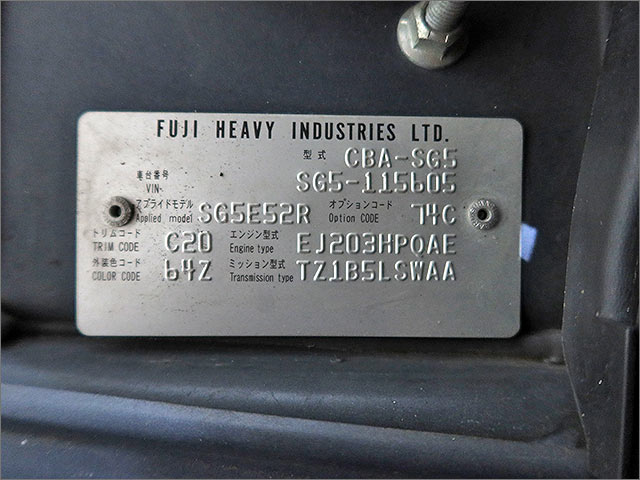 FUJI HEAVY INDUSTRIES LTD.
型式 CBA-SG5
車台番号 VIN. SG5-115605
アプライドモデル Applied model SG5E52R オプションコード Option CODE 74C
トリムコード TRIM CODE C20 エンジン型式 Engine type EJ203HPQAE
外装色コード COLOR CODE 64Z ミッション型式 Transmission type TZ1B5LSWAA